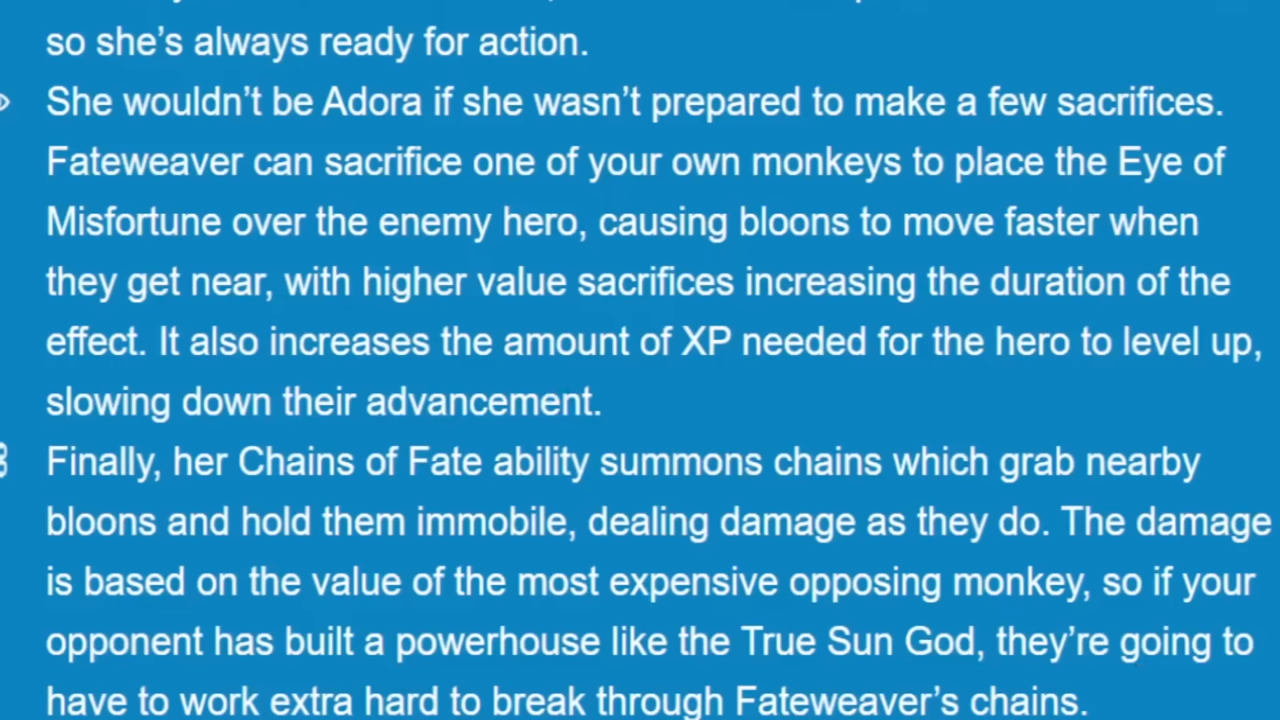 so she’s always ready for action.
She wouldn’t be Adora if she wasn’t prepared to make a few sacrifices.
Fateweaver can sacrifice one of your own monkeys to place the Eye of
Misfortune over the enemy hero, causing bloons to move faster when
they get near, with higher value sacrifices increasing the duration of the
effect. It also increases the amount of XP needed for the hero to level up,
slowing down their advancement.
Finally, her Chains of Fate ability summons chains which grab nearby
bloons and hold them immobile, dealing damage as they do. The damage
is based on the value of the most expensive opposing monkey, so if your
opponent has built a powerhouse like the True Sun God, they’re going to
have to work extra hard to break through Fateweaver’s chains.